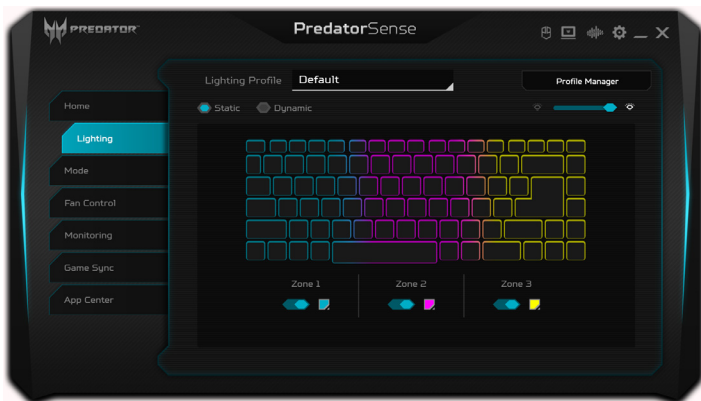 PREDATOR
PredatorSense
Lighting Profile Default
Profile Manager
Static Dynamic
Home
Lighting
Mode
Fan Control
Monitoring
Game Sync
App Center
Zone 1 Zone 2 Zone 3